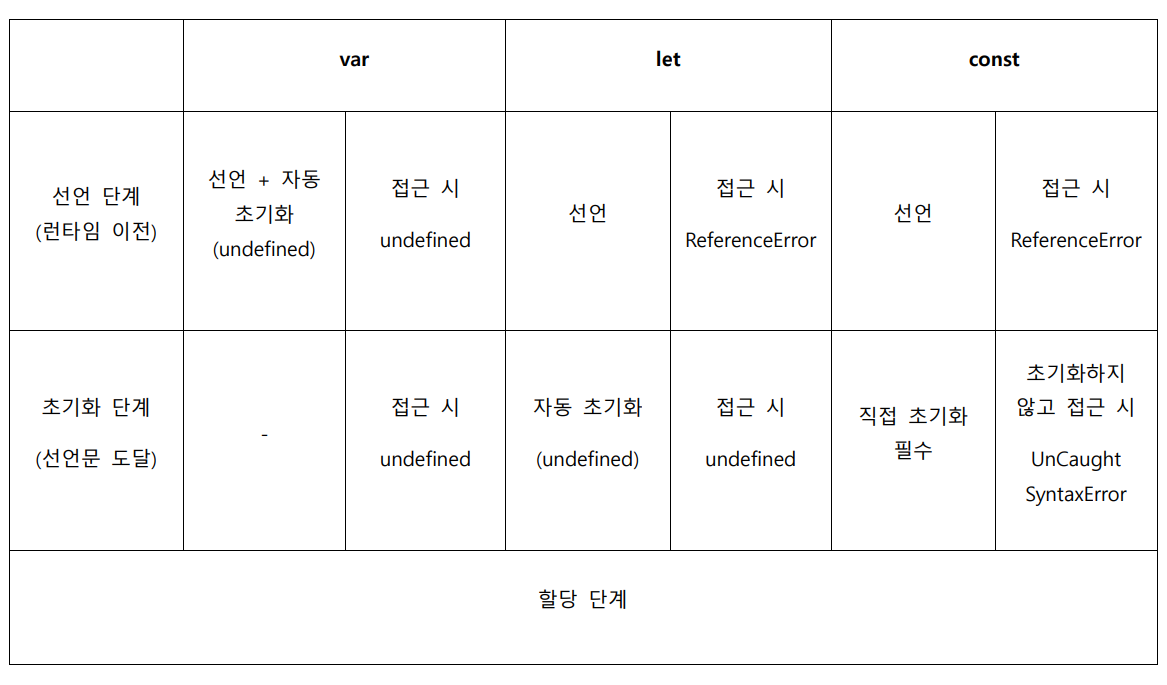 var
let
const
선언 단계
(런타임 이전)
선언 + 자동
초기화
(undefined)
접근 시
undefined
선언
접근 시
ReferenceError
선언
접근 시
ReferenceError
초기화 단계
(선언문 도달)
-
접근 시
undefined
자동 초기화
(undefined)
접근 시
undefined
직접 초기화
필수
초기화하지
않고 접근 시
UnCaught
SyntaxError
할당 단계